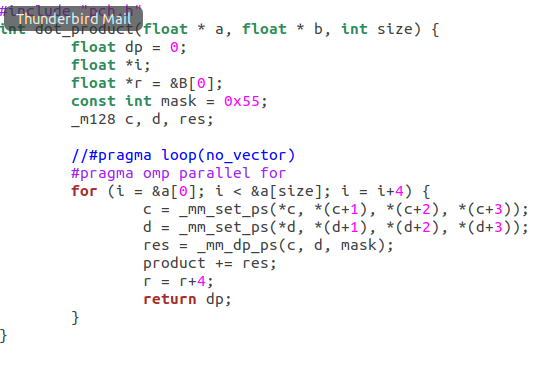 #include "pch.h"
Thunderbird Mail
int dot_product(float * a, float * b, int size) {
float dp = 0;
float *i;
float *r = &B[0];
const int mask = 0x55;
_m128 c, d, res;
//#pragma loop(no_vector)
#pragma omp parallel for
for (i = &a[0]; i < &a[size]; i = i+4) {
c = _mm_set_ps(*c, *(c+1), *(c+2), *(c+3));
d = _mm_set_ps(*d, *(d+1), *(d+2), *(d+3));
res = _mm_dp_ps(c, d, mask);
product += res;
r = r+4;
return dp;
}
}